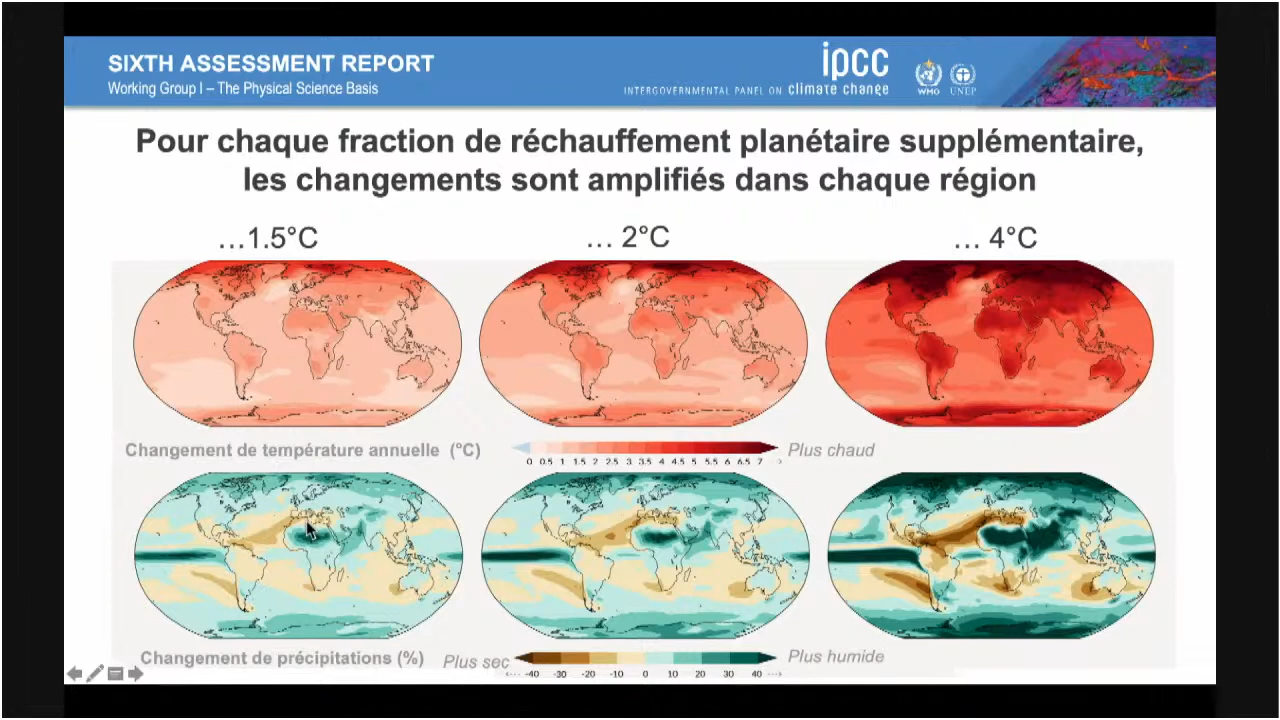 SIXTH ASSESSMENT REPORT
Working Group I – The Physical Science Basis
ipcc
INTERGOVERNMENTAL PANEL ON climate change
WMO UNEP
Pour chaque fraction de réchauffement planétaire supplémentaire,
les changements sont amplifiés dans chaque région
...1.5°C ... 2°C ... 4°C
Changement de température annuelle (°C)
Plus chaud
0 0.5 1 1.5 2 2.5 3 3.5 4 4.5 5 5.5 6 6.5 7
Changement de précipitations (%)
Plus sec
Plus humide
-40 -30 -20 -10 0 10 20 30 40